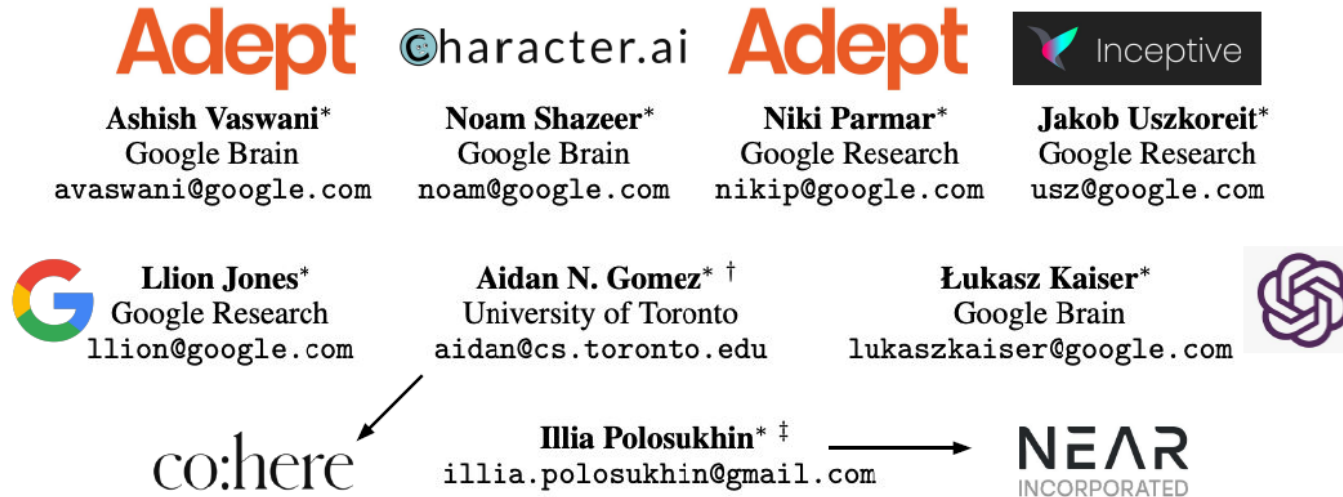 Adept ©haracter.ai Adept Inceptive
Ashish Vaswani* Noam Shazeer* Niki Parmar* Jakob Uszkoreit*
Google Brain Google Brain Google Research Google Research
avaswani@google.com noam@google.com nikip@google.com usz@google.com
Llion Jones* Aidan N. Gomez* † Łukasz Kaiser*
Google Research University of Toronto Google Brain
llion@google.com aidan@cs.toronto.edu lukaszkaiser@google.com
Illia Polosukhin* ‡
illia.polosukhin@gmail.com
co:here
NEAR
INCORPORATED